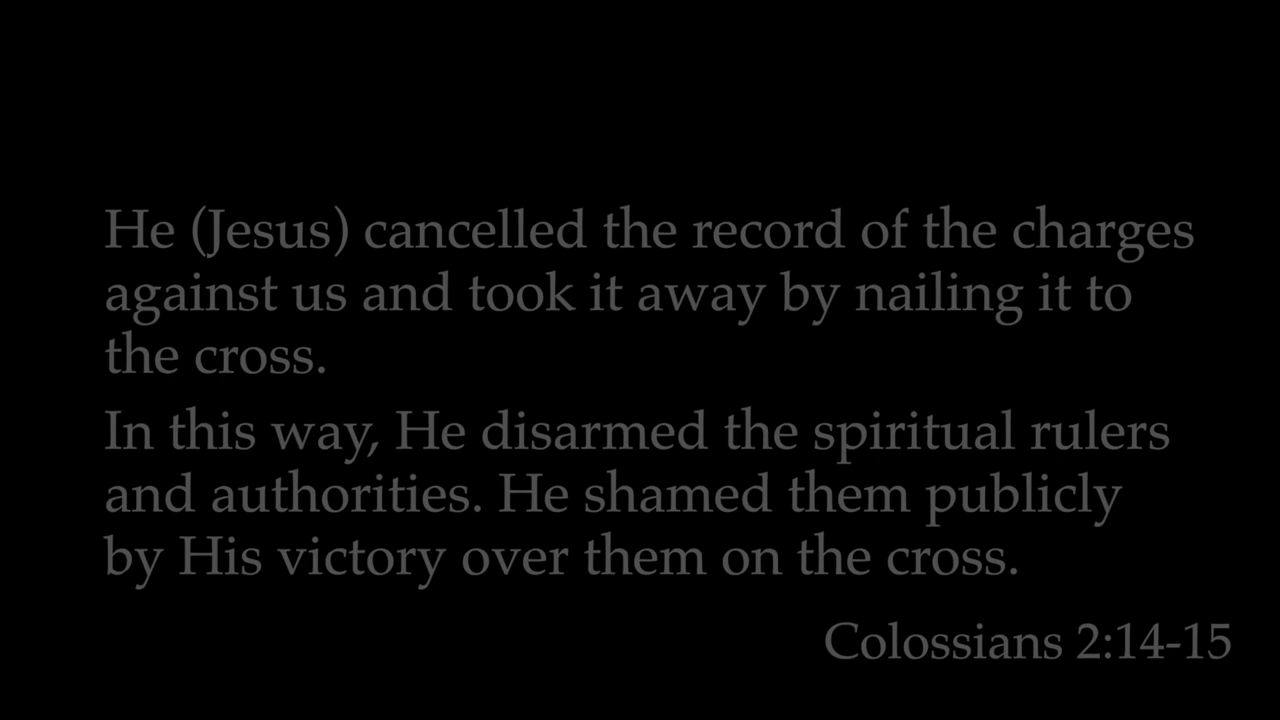 He (Jesus) cancelled the record of the charges
against us and took it away by nailing it to
the cross.
In this way, He disarmed the spiritual rulers
and authorities. He shamed them publicly
by His victory over them on the cross.
Colossians 2:14-15